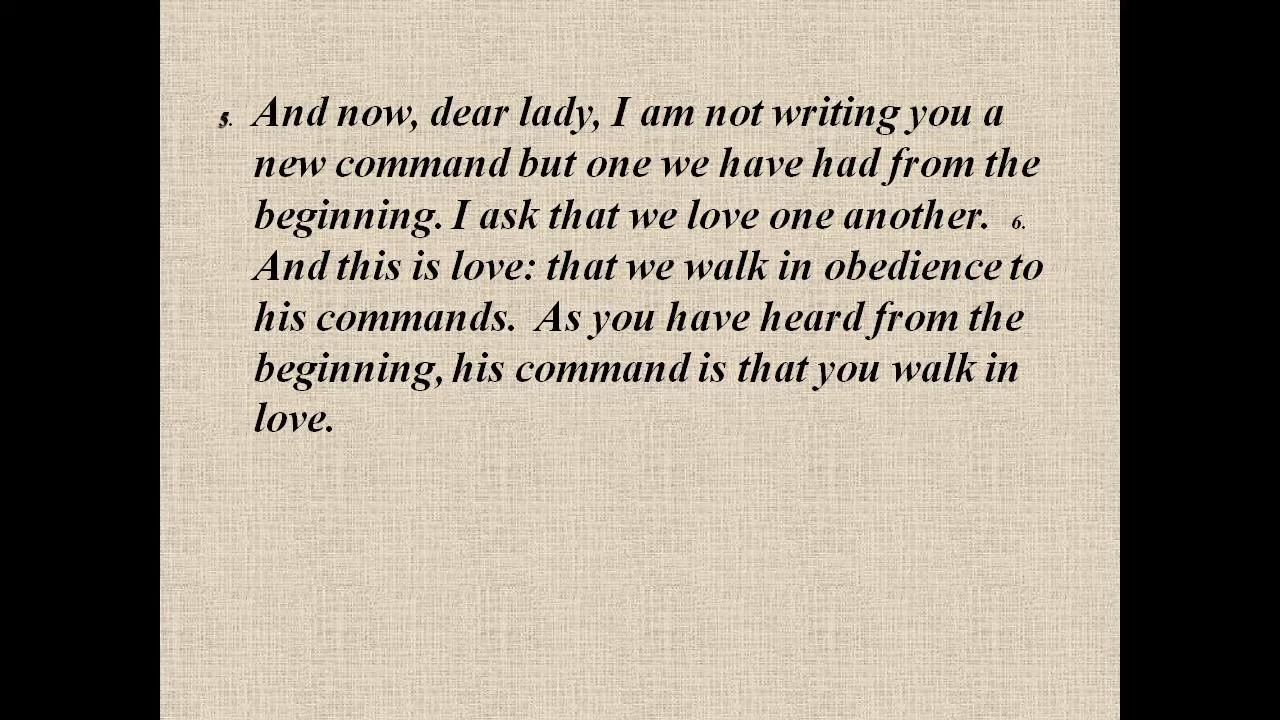 5. And now, dear lady, I am not writing you a
new command but one we have had from the
beginning. I ask that we love one another. 6.
And this is love: that we walk in obedience to
his commands. As you have heard from the
beginning, his command is that you walk in
love.